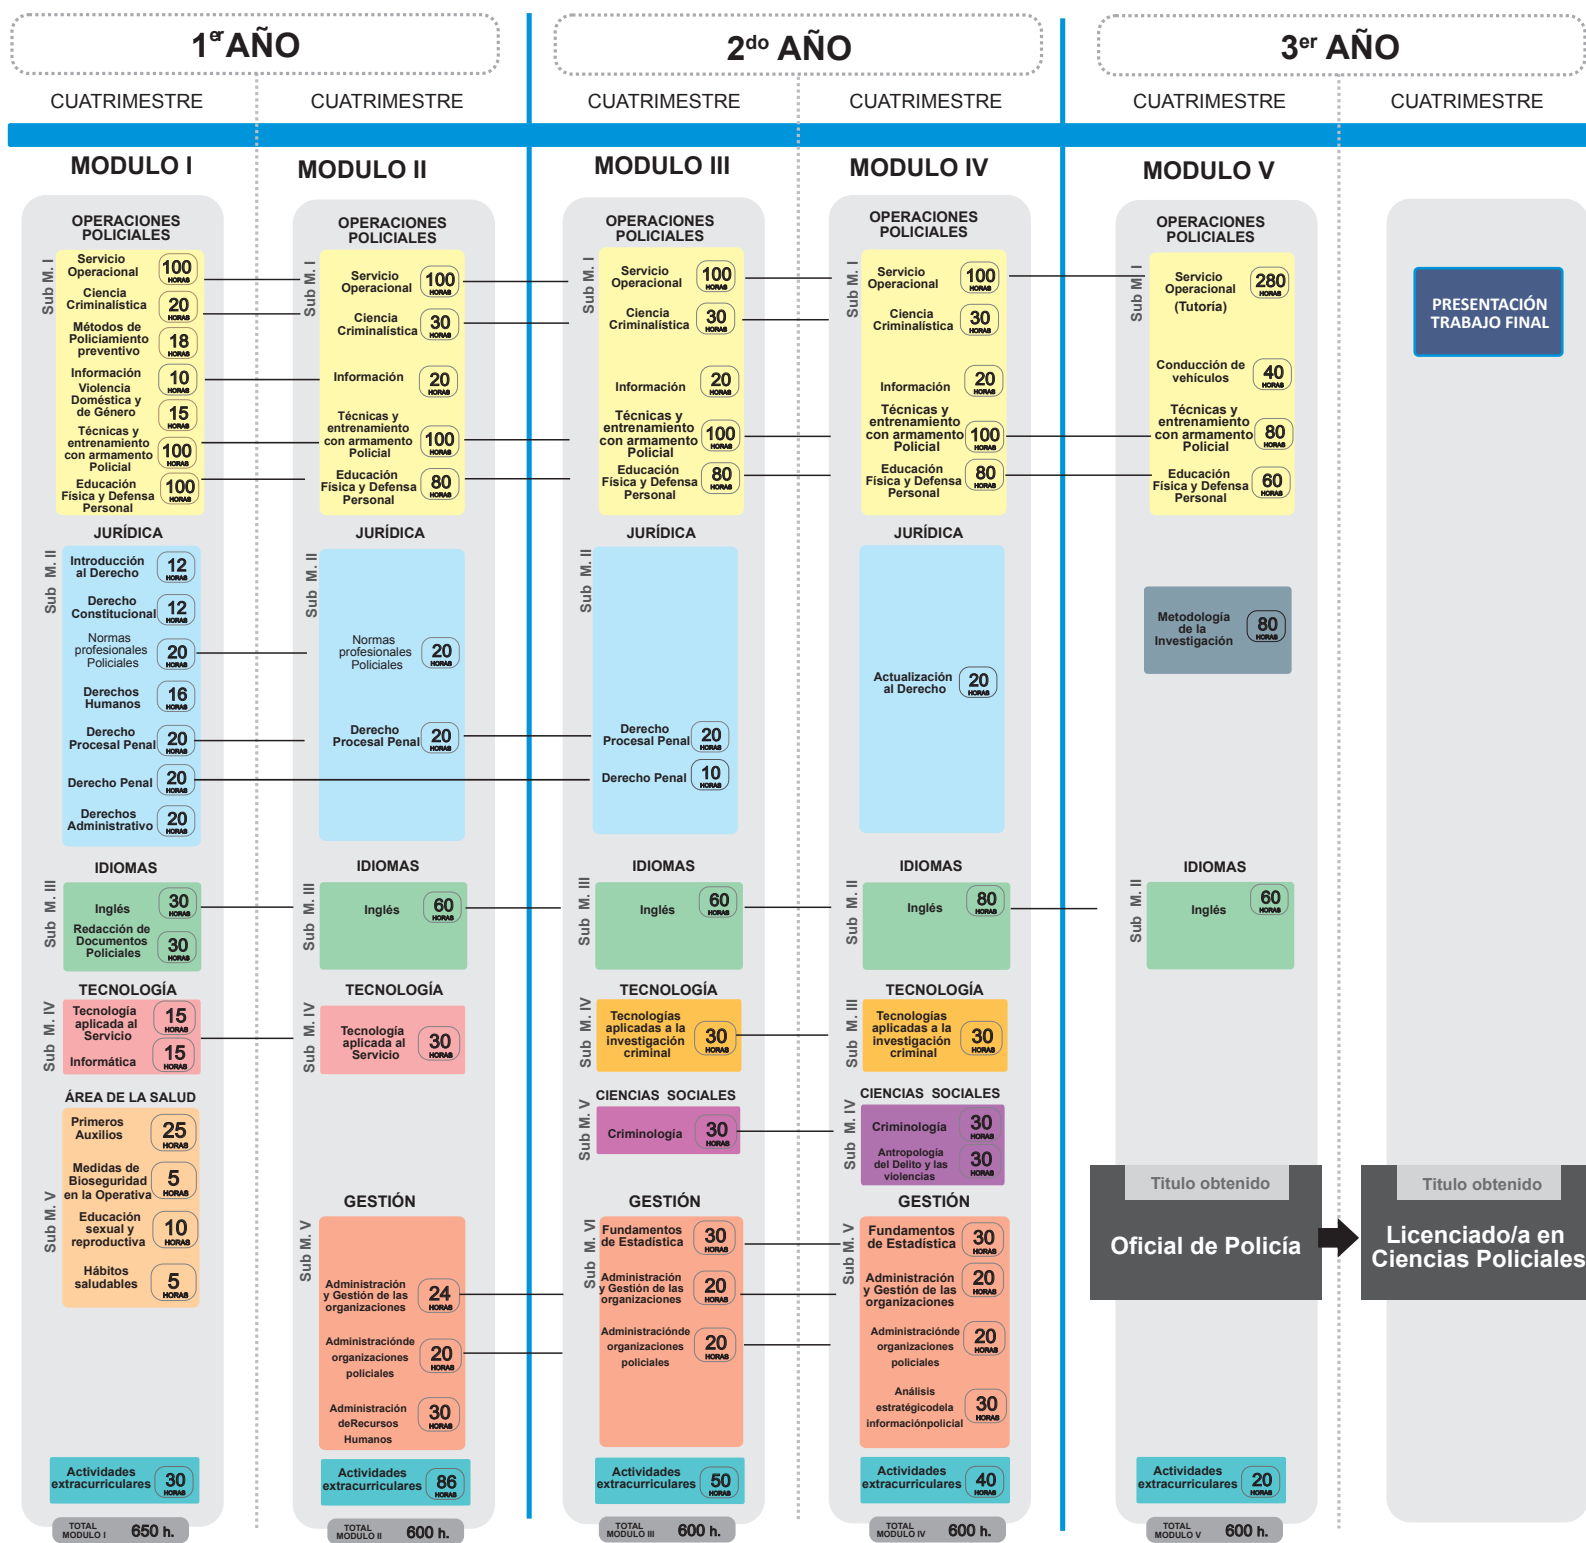 1er AÑO
2do AÑO
3er AÑO
CUATRIMESTRE
CUATRIMESTRE
CUATRIMESTRE
CUATRIMESTRE
CUATRIMESTRE
CUATRIMESTRE
MODULO I
Sub M. I
OPERACIONES
POLICIALES
Servicio
Operacional
100
HORAS
Ciencia
Criminalística
20
HORAS
Métodos de
Policiamiento
preventivo
18
HORAS
Información
10
HORAS
Violencia
Doméstica y
de Género
15
HORAS
Técnicas y
entrenamiento
con armamento
Policial
100
HORAS
Educación
Física y Defensa
Personal
100
HORAS
JURÍDICA
Sub M. II
Introducción
al Derecho
12
HORAS
Derecho
Constitucional
12
HORAS
Normas
profesionales
Policiales
20
HORAS
Derechos
Humanos
16
HORAS
Derecho
Procesal Penal
20
HORAS
Derecho Penal
20
HORAS
Derechos
Administrativo
20
HORAS
IDIOMAS
Sub M. III
Inglés
30
HORAS
Redacción de
Documentos
Policiales
30
HORAS
TECNOLOGÍA
Sub M. IV
Tecnología
aplicada al
Servicio
15
HORAS
Informática
15
HORAS
ÁREA DE LA SALUD
Sub M. V
Primeros
Auxilios
25
HORAS
Medidas de
Bioseguridad
en la Operativa
5
HORAS
Educación
sexual y
reproductiva
10
HORAS
Hábitos
saludables
5
HORAS
Actividades
extracurriculares
30
HORAS
TOTAL
MODULO I
650 h.
MODULO II
OPERACIONES
POLICIALES
Sub M. I
Servicio
Operacional
100
HORAS
Ciencia
Criminalística
30
HORAS
Información
20
HORAS
Técnicas y
entrenamiento
con armamento
Policial
100
HORAS
Educación
Física y Defensa
Personal
80
HORAS
JURÍDICA
Sub M. II
Normas
profesionales
Policiales
20
HORAS
Derecho
Procesal Penal
20
HORAS
IDIOMAS
Sub M. III
Inglés
60
HORAS
TECNOLOGÍA
Sub M. IV
Tecnología
aplicada al
Servicio
30
HORAS
GESTIÓN
Sub M. V
Administración
y Gestión de las
organizaciones
24
HORAS
Administraciónde
organizaciones
policiales
20
HORAS
Administración
deRecursos
Humanos
30
HORAS
Actividades
extracurriculares
86
HORAS
TOTAL
MODULO II
600 h.
MODULO III
OPERACIONES
POLICIALES
Sub M. I
Servicio
Operacional
100
HORAS
Ciencia
Criminalística
30
HORAS
Información
20
HORAS
Técnicas y
entrenamiento
con armamento
Policial
100
HORAS
Educación
Física y Defensa
Personal
80
HORAS
JURÍDICA
Sub M. II
Derecho
Procesal Penal
20
HORAS
Derecho Penal
10
HORAS
IDIOMAS
Sub M. III
Inglés
60
HORAS
TECNOLOGÍA
Sub M. IV
Tecnologías
aplicadas a la
investigación
criminal
30
HORAS
CIENCIAS SOCIALES
Sub M. V
Criminología
30
HORAS
GESTIÓN
Sub M. VI
Fundamentos
de Estadística
30
HORAS
Administración
y Gestión de las
organizaciones
20
HORAS
Administraciónde
organizaciones
policiales
20
HORAS
Actividades
extracurriculares
50
HORAS
TOTAL
MODULO III
600 h.
MODULO IV
OPERACIONES
POLICIALES
Sub M. I
Servicio
Operacional
100
HORAS
Ciencia
Criminalística
30
HORAS
Información
20
HORAS
Técnicas y
entrenamiento
con armamento
Policial
100
HORAS
Educación
Física y Defensa
Personal
80
HORAS
JURÍDICA
Actualización
al Derecho
20
HORAS
IDIOMAS
Sub M. II
Inglés
80
HORAS
TECNOLOGÍA
Sub M. III
Tecnologías
aplicadas a la
investigación
criminal
30
HORAS
CIENCIAS SOCIALES
Sub M. IV
Criminología
30
HORAS
Antropología
del Delito y las
violencias
30
HORAS
GESTIÓN
Sub M. V
Fundamentos
de Estadística
30
HORAS
Administración
y Gestión de las
organizaciones
20
HORAS
Administraciónde
organizaciones
policiales
20
HORAS
Análisis
estratégicodela
informaciónpolicial
30
HORAS
Actividades
extracurriculares
40
HORAS
TOTAL
MODULO IV
600 h.
MODULO V
OPERACIONES
POLICIALES
Sub M. I
Servicio
Operacional
(Tutoría)
280
HORAS
Conducción de
vehículos
40
HORAS
Técnicas y
entrenamiento
con armamento
Policial
80
HORAS
Educación
Física y Defensa
Personal
60
HORAS
Metodología
de la
Investigación
80
HORAS
IDIOMAS
Sub M. II
Inglés
60
HORAS
Titulo obtenido
Oficial de Policía
Actividades
extracurriculares
20
HORAS
TOTAL
MODULO V
600 h.
PRESENTACIÓN
TRABAJO FINAL
Titulo obtenido
Licenciado/a en
Ciencias Policiales